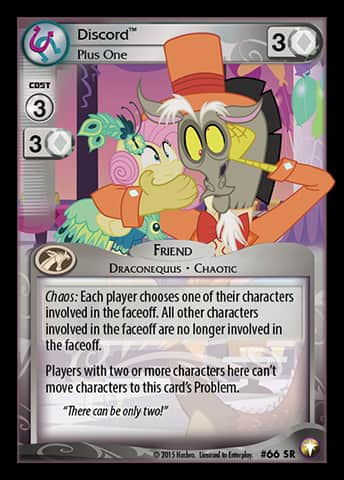 Discord™
Plus One
3
COST
3
3
FRIEND
DRACONEQUUS • CHAOTIC
Chaos: Each player chooses one of their characters
involved in the faceoff. All other characters
involved in the faceoff are no longer involved in
the faceoff.
Players with two or more characters here can't
move characters to this card's Problem.
"There can be only two!"
© 2015 Hasbro. Licensed to Enterplay.
#66 SR